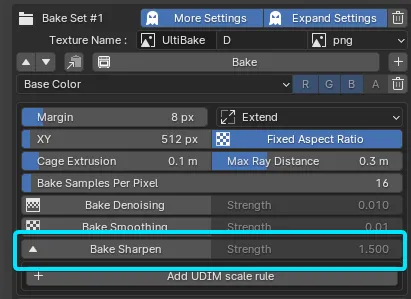 Bake Set #1 More Settings Expand Settings
Texture Name : UltiBake D png
Bake
Base Color R G B A
Margin 8 px Extend
XY 512 px Fixed Aspect Ratio
Cage Extrusion 0.1 m Max Ray Distance 0.3 m
Bake Samples Per Pixel 16
Bake Denoising Strength 0.010
Bake Smoothing Strength 0.01
Bake Sharpen Strength 1.500
Add UDIM scale rule